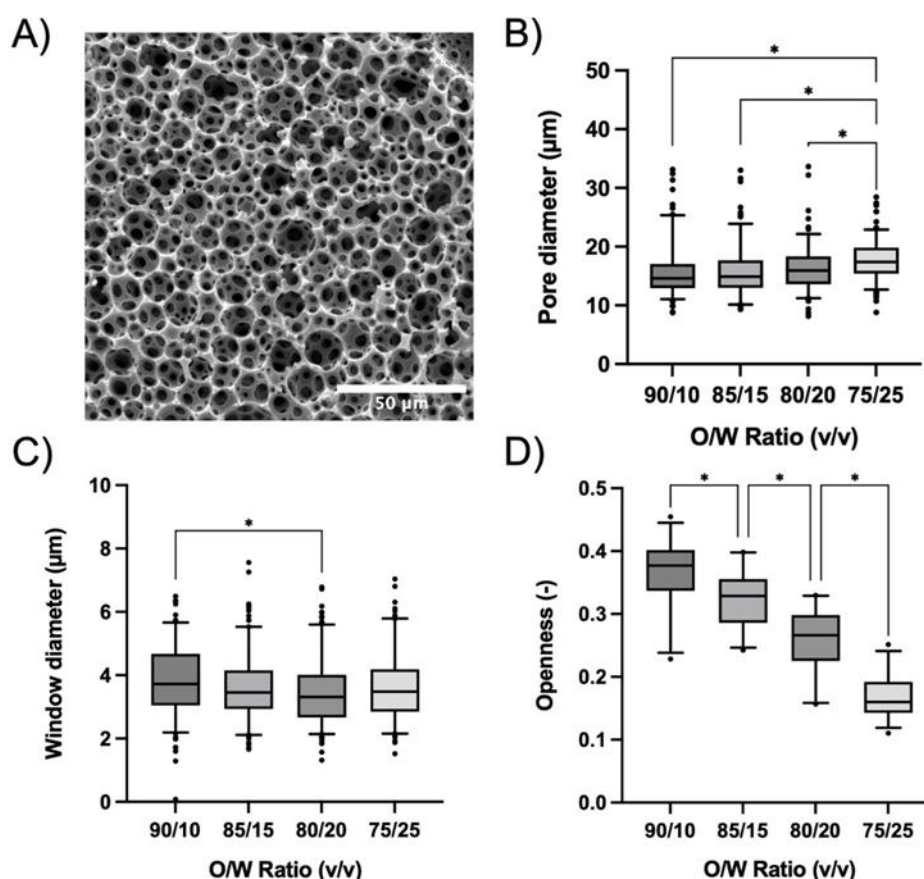 A)
50 µm
B)
Pore diameter (µm)
50
40
30
20
10
0
* * *
90/10 85/15 80/20 75/25
O/W Ratio (v/v)
C)
Window diameter (µm)
10
8
6
4
2
0
*
90/10 85/15 80/20 75/25
O/W Ratio (v/v)
D)
Openness (-)
0.5
0.4
0.3
0.2
0.1
0.0
* * *
90/10 85/15 80/20 75/25
O/W Ratio (v/v)